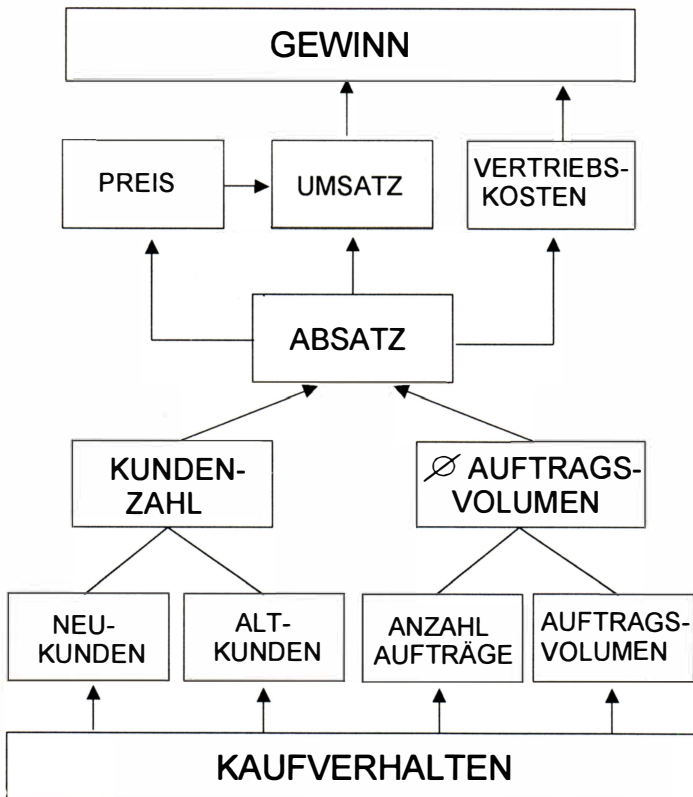 GEWINN
PREIS
UMSATZ
VERTRIEBS-
KOSTEN
ABSATZ
KUNDEN-
ZAHL
∅ AUFTRAGS-
VOLUMEN
NEU-
KUNDEN
ALT-
KUNDEN
ANZAHL
AUFTRÄGE
AUFTRAGS-
VOLUMEN
KAUFVERHALTEN